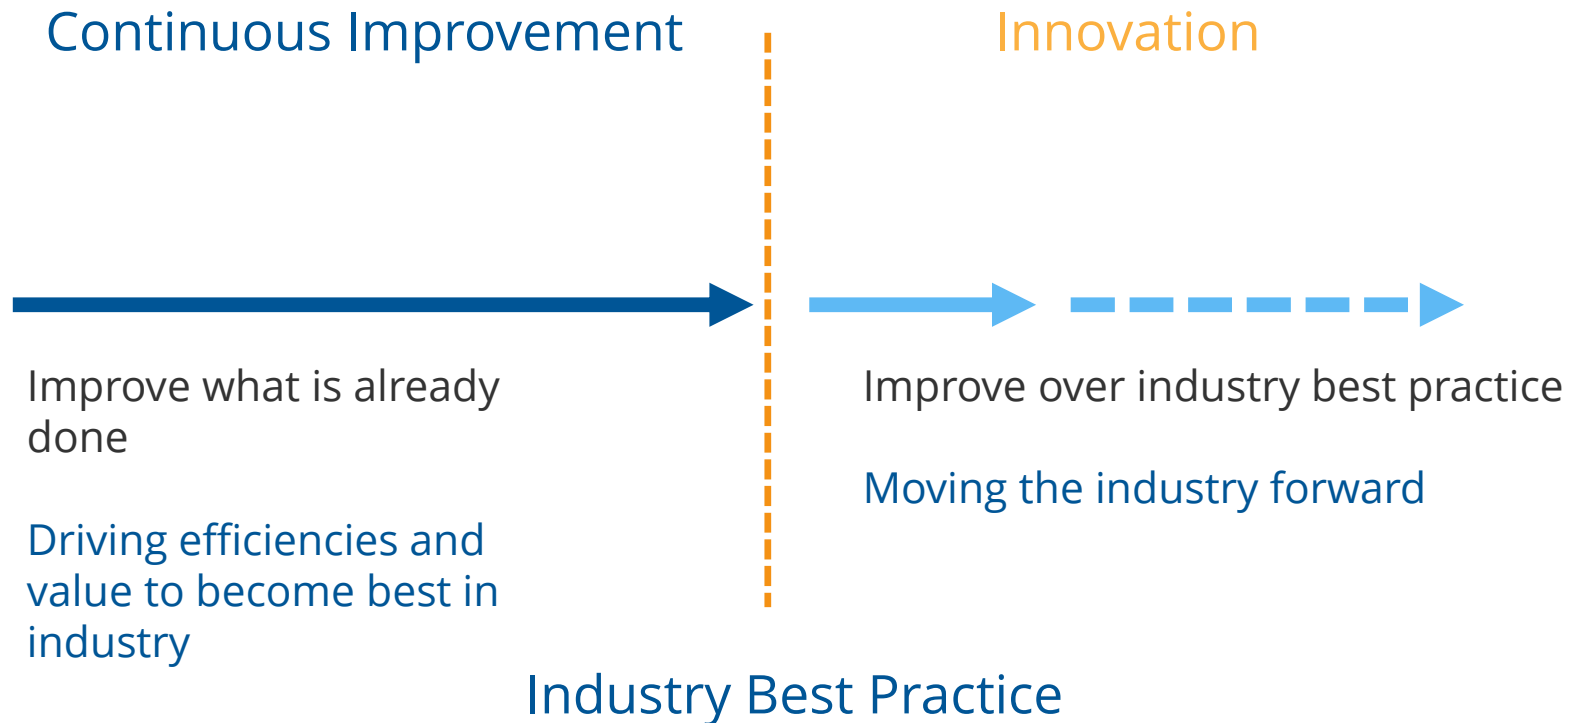 Continuous Improvement
Innovation
Improve what is already
done
Driving efficiencies and
value to become best in
industry
Improve over industry best practice
Moving the industry forward
Industry Best Practice